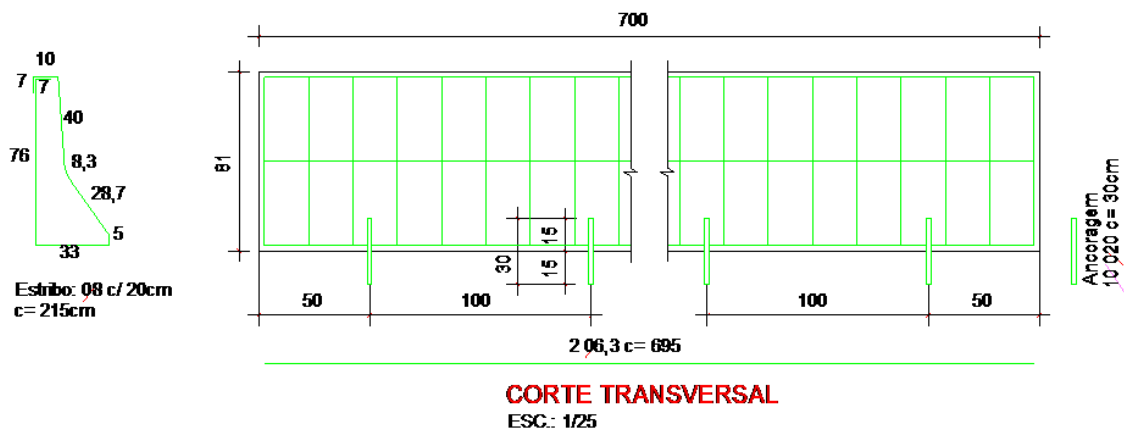 700
10
7
7
40
76
8,3
28,7
5
33
Estribo: Ø8 c/ 20cm
c= 215cm
81
30
15
15
50
100
100
50
2 Ø6,3 c= 695
Ancoragem
10 Ø20 c= 30cm
CORTE TRANSVERSAL
ESC.: 1/25